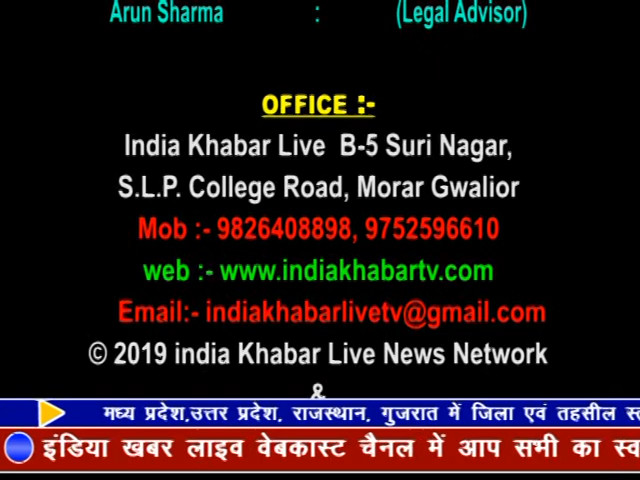 Arun Sharma : (Legal Advisor)
OFFICE :-
India Khabar Live B-5 Suri Nagar,
S.L.P. College Road, Morar Gwalior
Mob :- 9826408898, 9752596610
web :- www.indiakhabartv.com
Email:- indiakhabarlivetv@gmail.com
© 2019 india Khabar Live News Network
&
मध्य प्रदेश,उत्तर प्रदेश, राजस्थान, गुजरात में जिला एवं तहसील
इंडिया खबर लाइव वेबकास्ट चैनल में आप सभी का